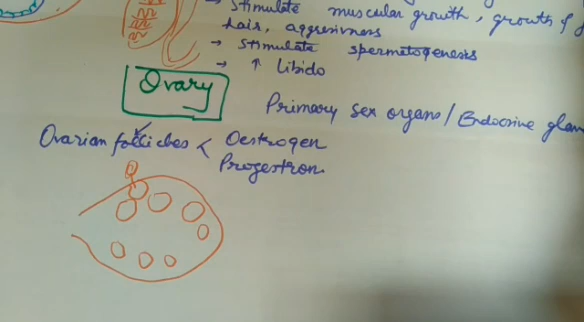 → Stimulate muscular growth, growth of
hair, aggresivness
→ Stimulate spermetogenesis
→ ↑ Libido
Ovary
Primary sex organs/Endocrine glan
Ovarian follicles < Oestrogen
Progestron